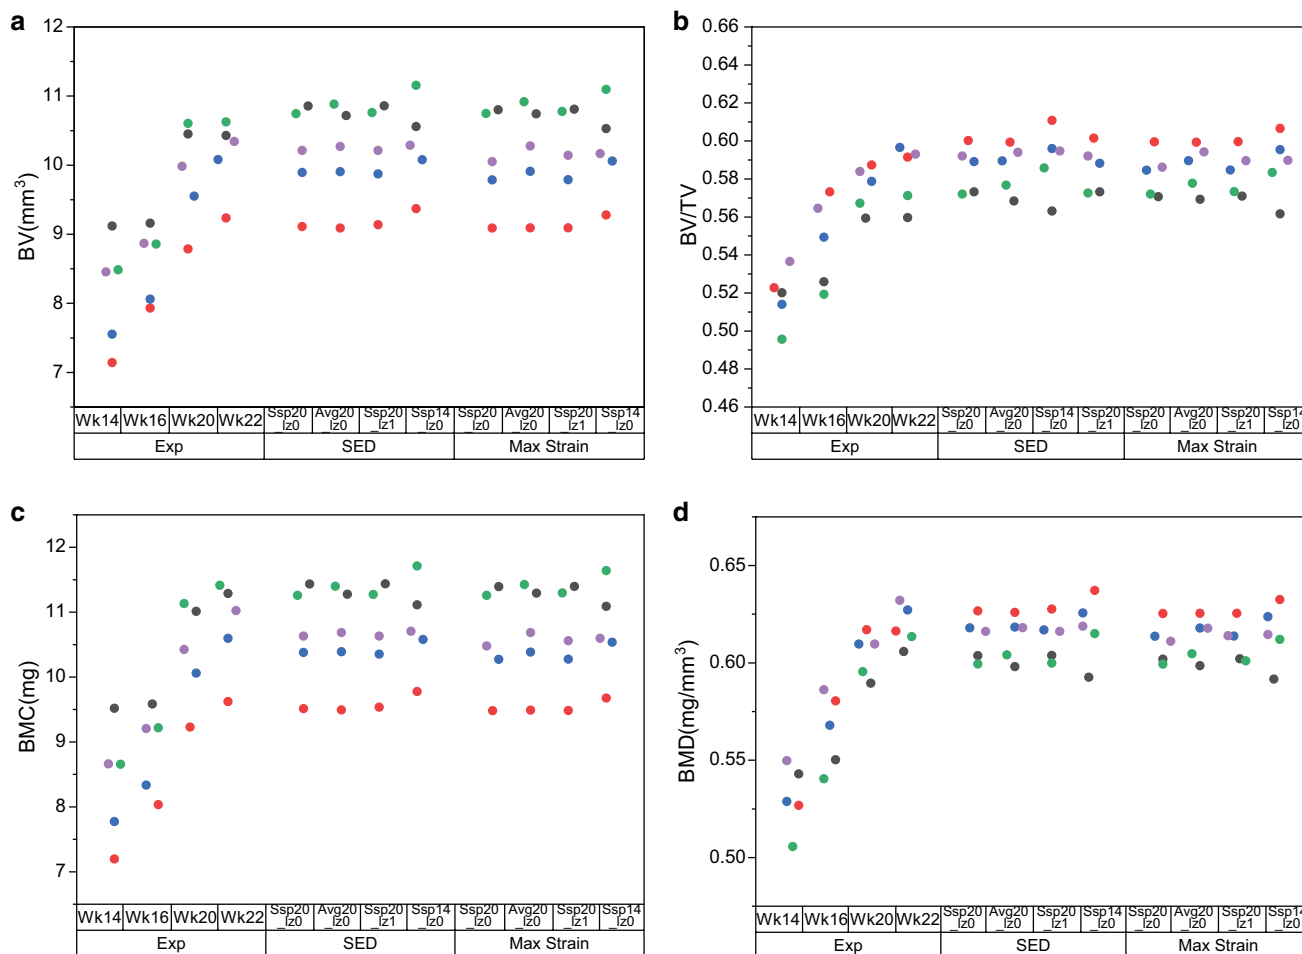 a
BV(mm³)
12
11
10
9
8
7
Wk14 Wk16 Wk20 Wk22 Ssp20 Avg20 Ssp20 Ssp14 Ssp20 Avg20 Ssp20 Ssp14
_lz0 _lz0 _lz1 _lz0 _lz0 _lz0 _lz1 _lz0
Exp SED Max Strain
b
BV/TV
0.66
0.64
0.62
0.60
0.58
0.56
0.54
0.52
0.50
0.48
0.46
Wk14 Wk16 Wk20 Wk22 Ssp20 Avg20 Ssp14 Ssp20 Ssp20 Avg20 Ssp20 Ssp14
_lz0 _lz0 _lz0 _lz1 _lz0 _lz0 _lz1 _lz0
Exp SED Max Strain
c
BMC(mg)
12
11
10
9
8
7
Wk14 Wk16 Wk20 Wk22 Ssp20 Avg20 Ssp20 Ssp14 Ssp20 Avg20 Ssp20 Ssp14
_lz0 _lz0 _lz1 _lz0 _lz0 _lz0 _lz1 _lz0
Exp SED Max Strain
d
BMD(mg/mm³)
0.65
0.60
0.55
0.50
Wk14 Wk16 Wk20 Wk22 Ssp20 Avg20 Ssp20 Ssp14 Ssp20 Avg20 Ssp20 Ssp14
_lz0 _lz0 _lz1 _lz0 _lz0 _lz0 _lz1 _lz0
Exp SED Max Strain